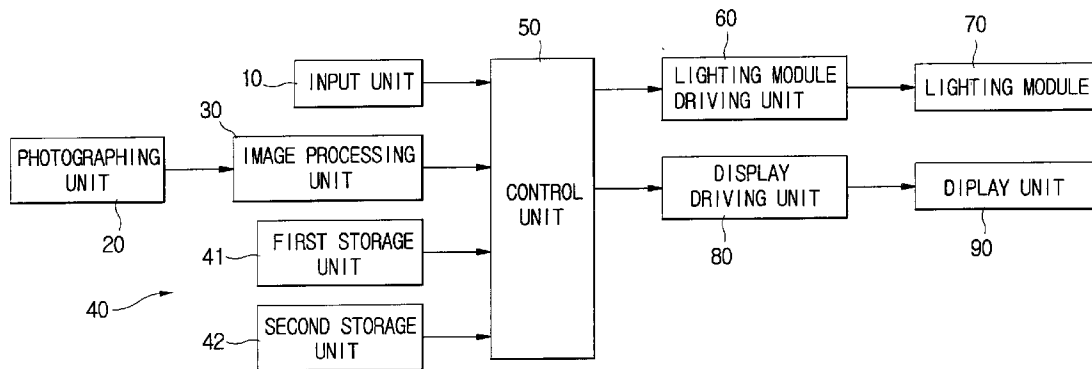 50
60
70
10
INPUT UNIT
LIGHTING MODULE
DRIVING UNIT
LIGHTING MODULE
30
PHOTOGRAPHING
UNIT
IMAGE PROCESSING
UNIT
CONTROL
UNIT
DISPLAY
DRIVING UNIT
DIPLAY UNIT
20
41
FIRST STORAGE
UNIT
80
90
40
42
SECOND STORAGE
UNIT